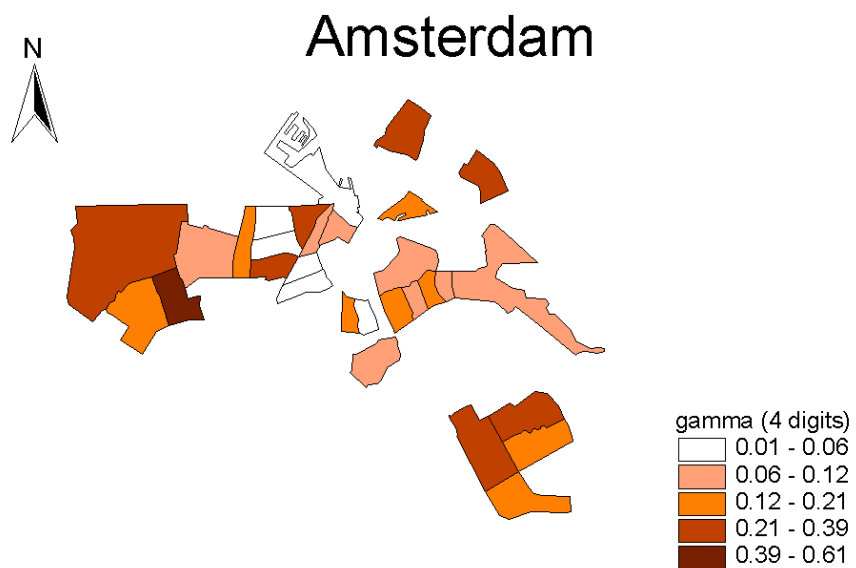 Amsterdam
N
gamma (4 digits)
0.01 - 0.06
0.06 - 0.12
0.12 - 0.21
0.21 - 0.39
0.39 - 0.61